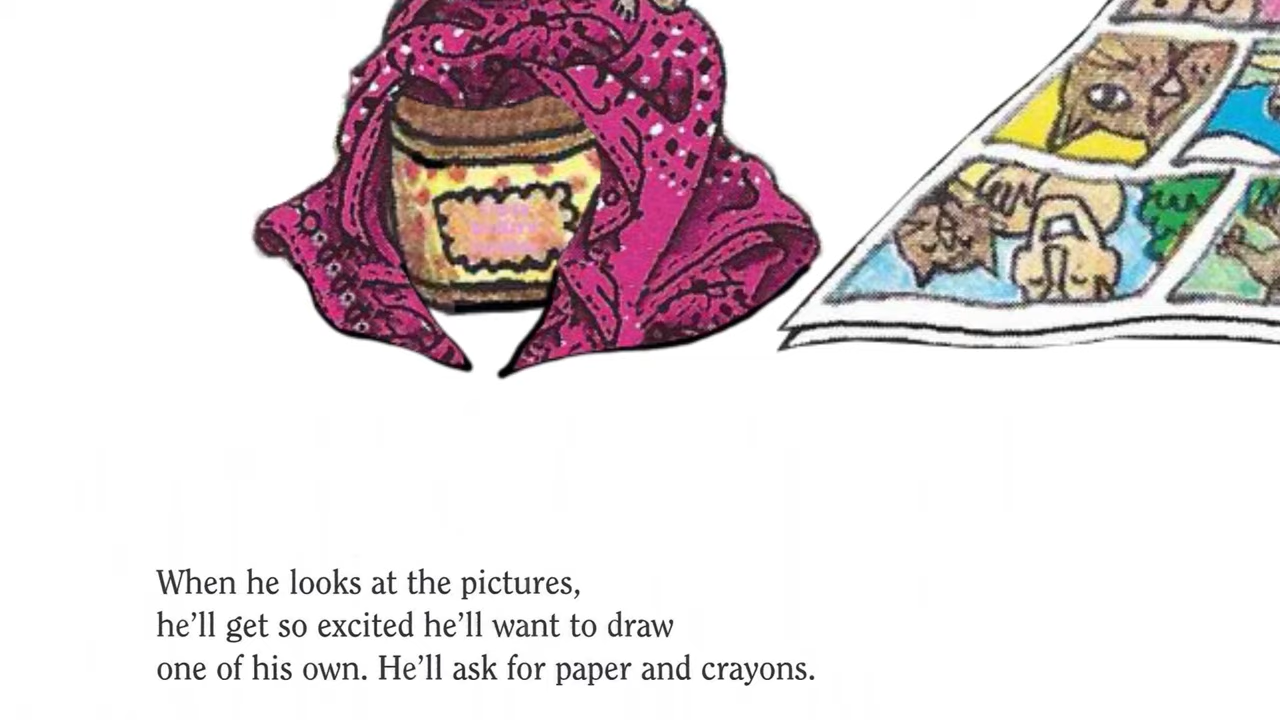 When he looks at the pictures,
he'll get so excited he'll want to draw
one of his own. He'll ask for paper and crayons.